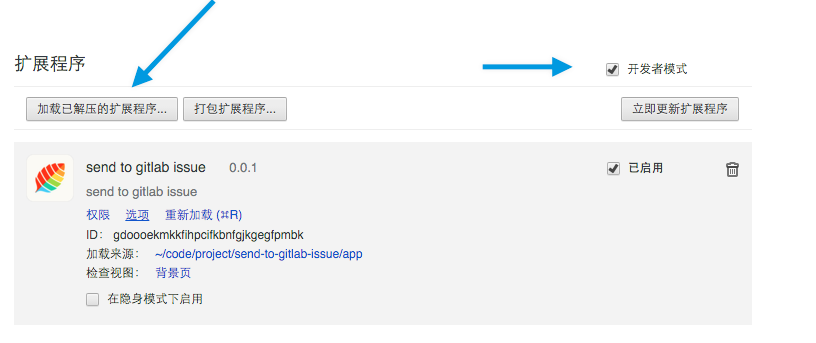 扩展程序
开发者模式
加载已解压的扩展程序... 打包扩展程序... 立即更新扩展程序
send to gitlab issue 0.0.1 已启用
send to gitlab issue
权限 选项 重新加载 (⌘R)
ID: gdoooekmkkfihpcifkbnfgjkgegfpmbk
加载来源: ~/code/project/send-to-gitlab-issue/app
检查视图: 背景页
在隐身模式下启用